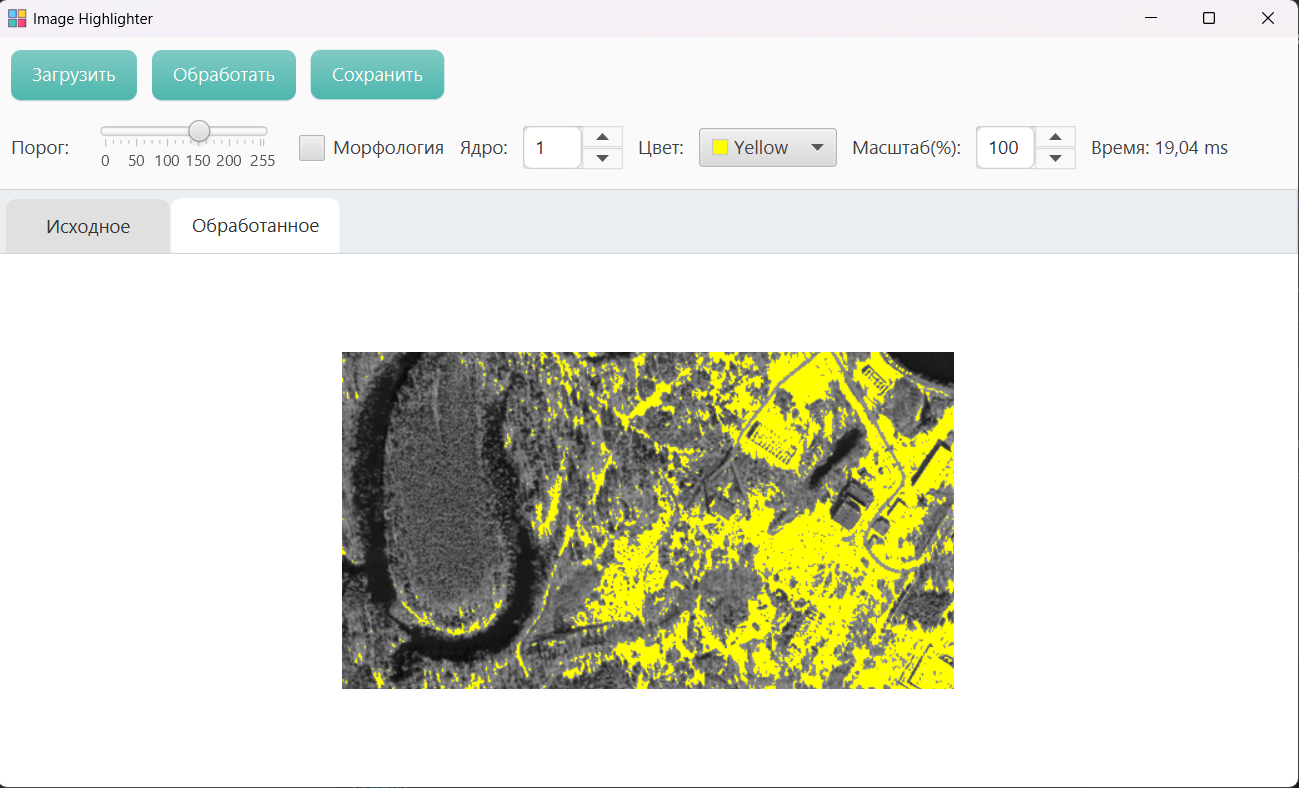 Image Highlighter
Загрузить Обработать Сохранить
Порог: 0 50 100 150 200 255 Морфология Ядро: 1 Цвет: Yellow Масштаб(%): 100 Время: 19,04 ms
Исходное Обработанное